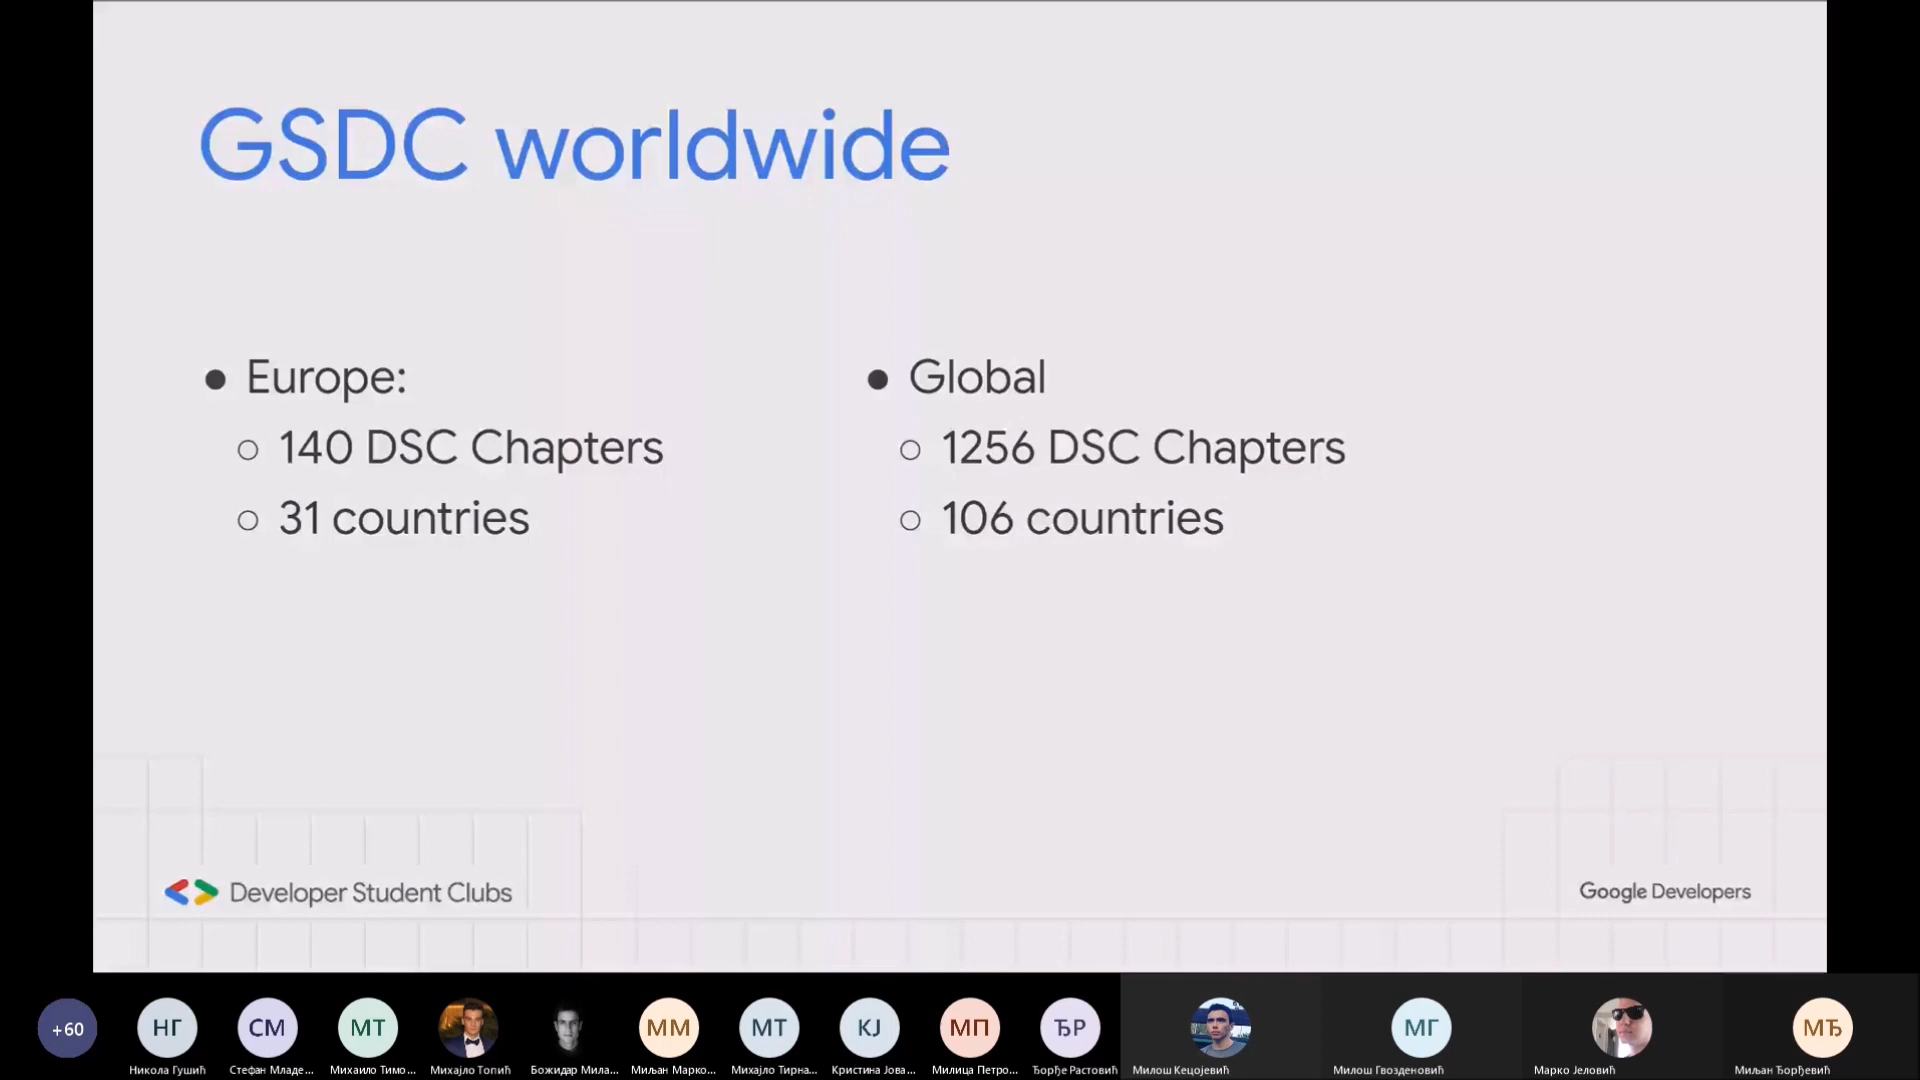 GSDC worldwide
Europe:
140 DSC Chapters
31 countries
Global
1256 DSC Chapters
106 countries
Developer Student Clubs
Google Developers
+60
НГ
СМ
МТ
ММ
МТ
КЈ
МП
ЂР
МГ
МЂ
Никола Гушић
Стефан Младе...
Михаило Тимо...
Михајло Топић
Божидар Мила...
Миљан Марко...
Михајло Тирна...
Кристина Јова...
Милица Петро...
Ђорђе Растовић
Милош Кецојевић
Милош Гвозденовић
Марко Јеловић
Миљан Ђорђевић